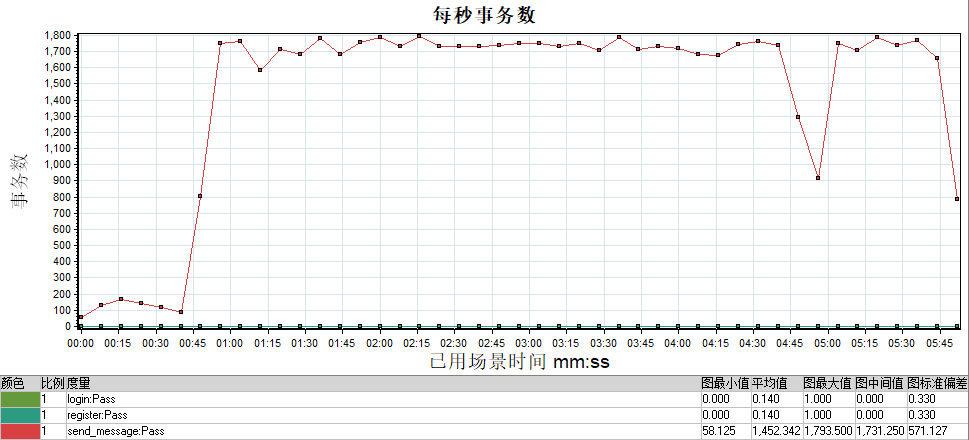 每秒事务数
1,800
1,700
1,600
1,500
1,400
1,300
1,200
1,100
1,000
900
800
700
600
500
400
300
200
100
0
事务数
00:00 00:15 00:30 00:45 01:00 01:15 01:30 01:45 02:00 02:15 02:30 02:45 03:00 03:15 03:30 03:45 04:00 04:15 04:30 04:45 05:00 05:15 05:30 05:45
已用场景时间 mm:ss
颜色 比例 度量 图最小值 平均值 图最大值 图中间值 图标准偏差
1 login:Pass 0.000 0.140 1.000 0.000 0.330
1 register:Pass 0.000 0.140 1.000 0.000 0.330
1 send_message:Pass 58.125 1,452.342 1,793.500 1,731.250 571.127